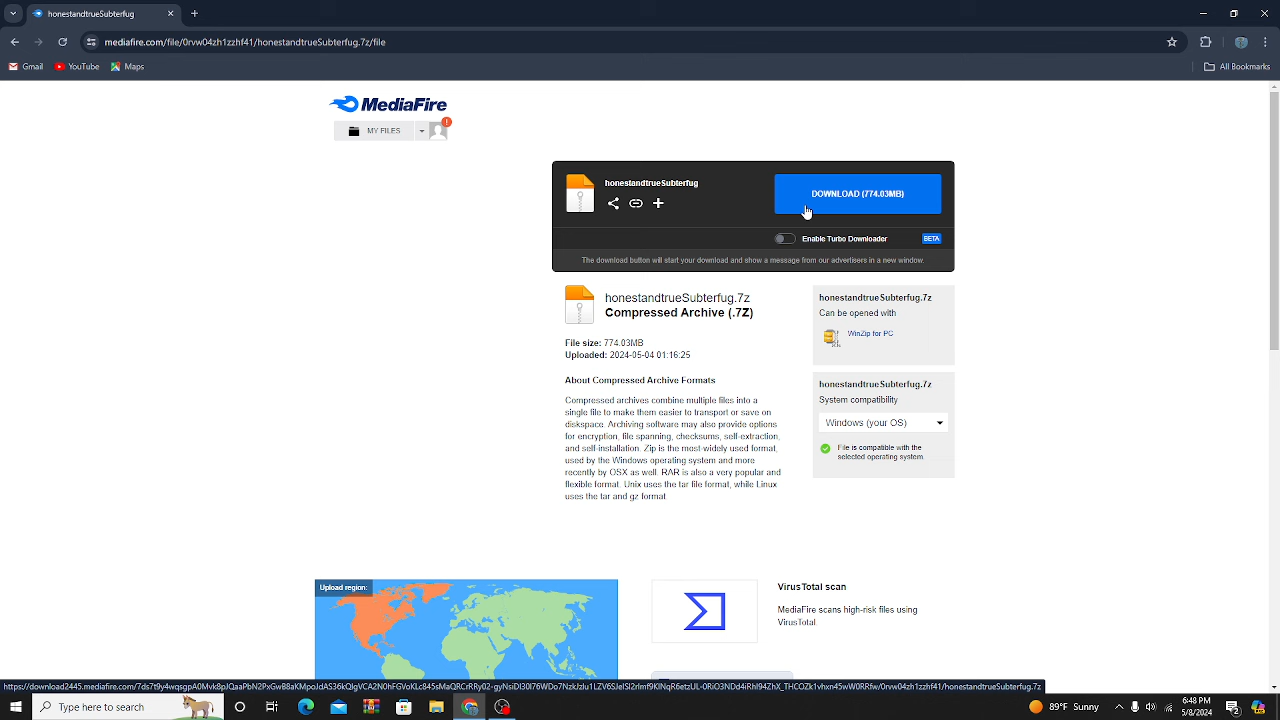 honestandtrueSubterfug
mediafire.com/file/0rvw04zh1zzhf41/honestandtrueSubterfug.7z/file
Gmail YouTube Maps All Bookmarks
MediaFire
MY FILES
!
honestandtrueSubterfug
DOWNLOAD (774.03MB)
Enable Turbo Downloader BETA
The download button will start your download and show a message from our advertisers in a new window.
honestandtrueSubterfug.7z
Compressed Archive (.7Z)
File size: 774.03MB
Uploaded: 2024-05-04 01:16:25
About Compressed Archive Formats
Compressed archives combine multiple files into a
single file to make them easier to transport or save on
diskspace. Archiving software may also provide options
for encryption, file spanning, checksums, self-extraction,
and self-installation. Zip is the most-widely used format,
used by the Windows operating system and more
recently by OSX as well. RAR is also a very popular and
flexible format. Unix uses the tar file format, while Linux
uses the tar and gz format.
honestandtrueSubterfug.7z
Can be opened with
WinZip for PC
honestandtrueSubterfug.7z
System compatibility
Windows (your OS)
File is compatible with the
selected operating system.
Upload region:
VirusTotal scan
MediaFire scans high-risk files using
VirusTotal.
Type here to search
89°F Sunny
6:48 PM
5/8/2024